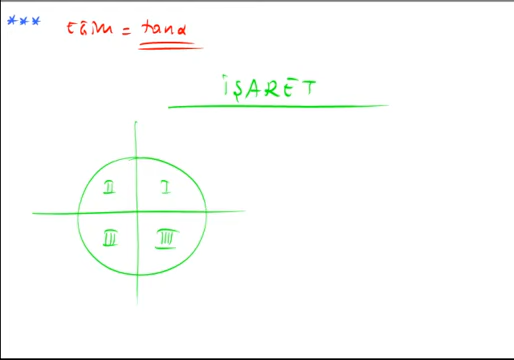 *** EĞİM = tanα
İŞARET
II I
III IIII